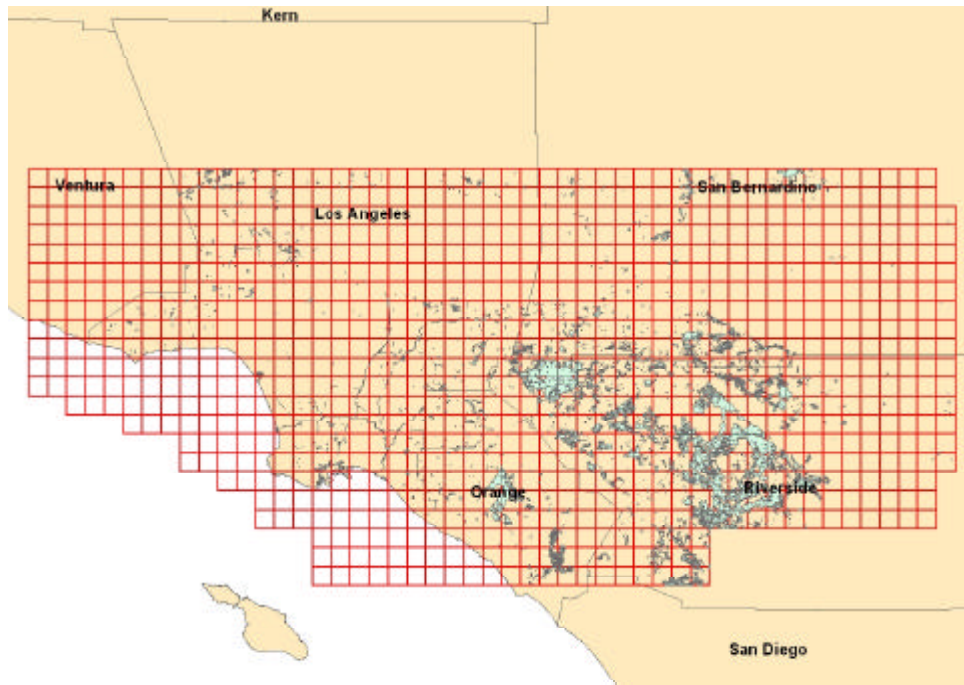 Kern
Ventura
San Bernardino
Los Angeles
Orange
Riverside
San Diego